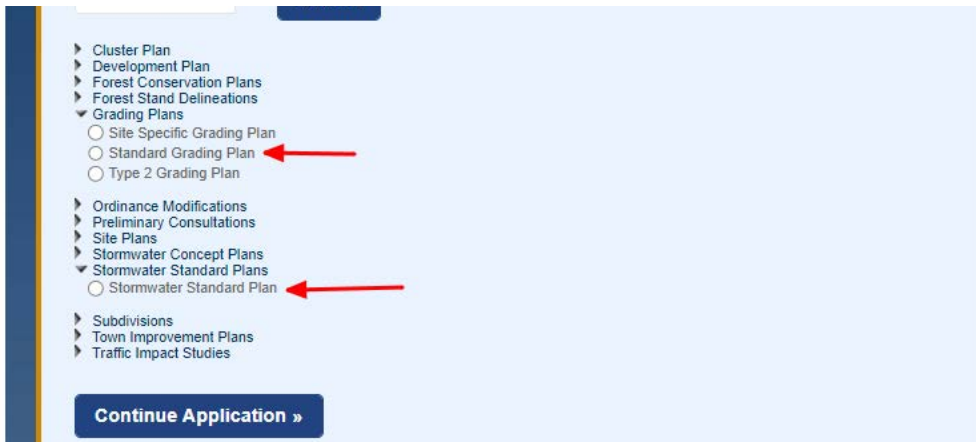 Cluster Plan
Development Plan
Forest Conservation Plans
Forest Stand Delineations
Grading Plans
Site Specific Grading Plan
Standard Grading Plan
Type 2 Grading Plan
Ordinance Modifications
Preliminary Consultations
Site Plans
Stormwater Concept Plans
Stormwater Standard Plans
Stormwater Standard Plan
Subdivisions
Town Improvement Plans
Traffic Impact Studies
Continue Application »